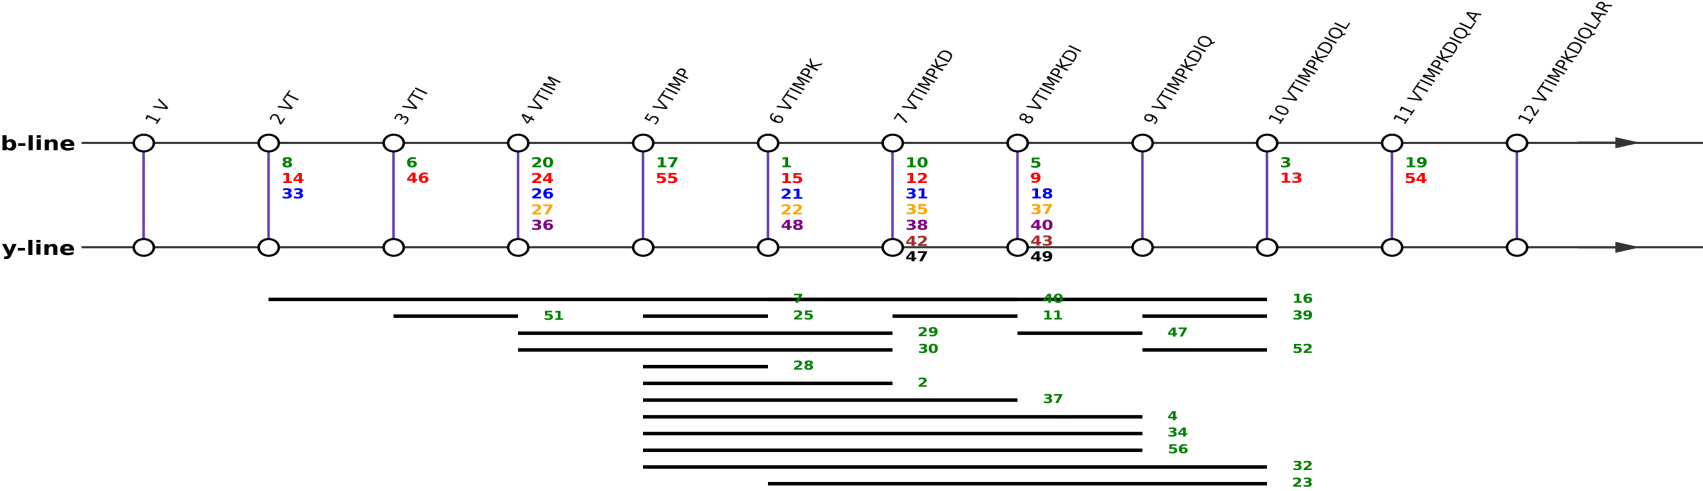 1 V
2 VT
3 VTI
4 VTIM
5 VTIMP
6 VTIMPK
7 VTIMPKD
8 VTIMPKDI
9 VTIMPKDIQ
10 VTIMPKDIQL
11 VTIMPKDIQLA
12 VTIMPKDIQLAR
b-line
8 6 20 17 1 10 5 3 19
14 46 24 55 15 12 9 13 54
33 26 21 31 18
27 22 35 37
36 48 38 40
y-line
42 43
47 49
7 40 16
51 25 11 39
29 47
30 52
28
2
37
4
34
56
32
23